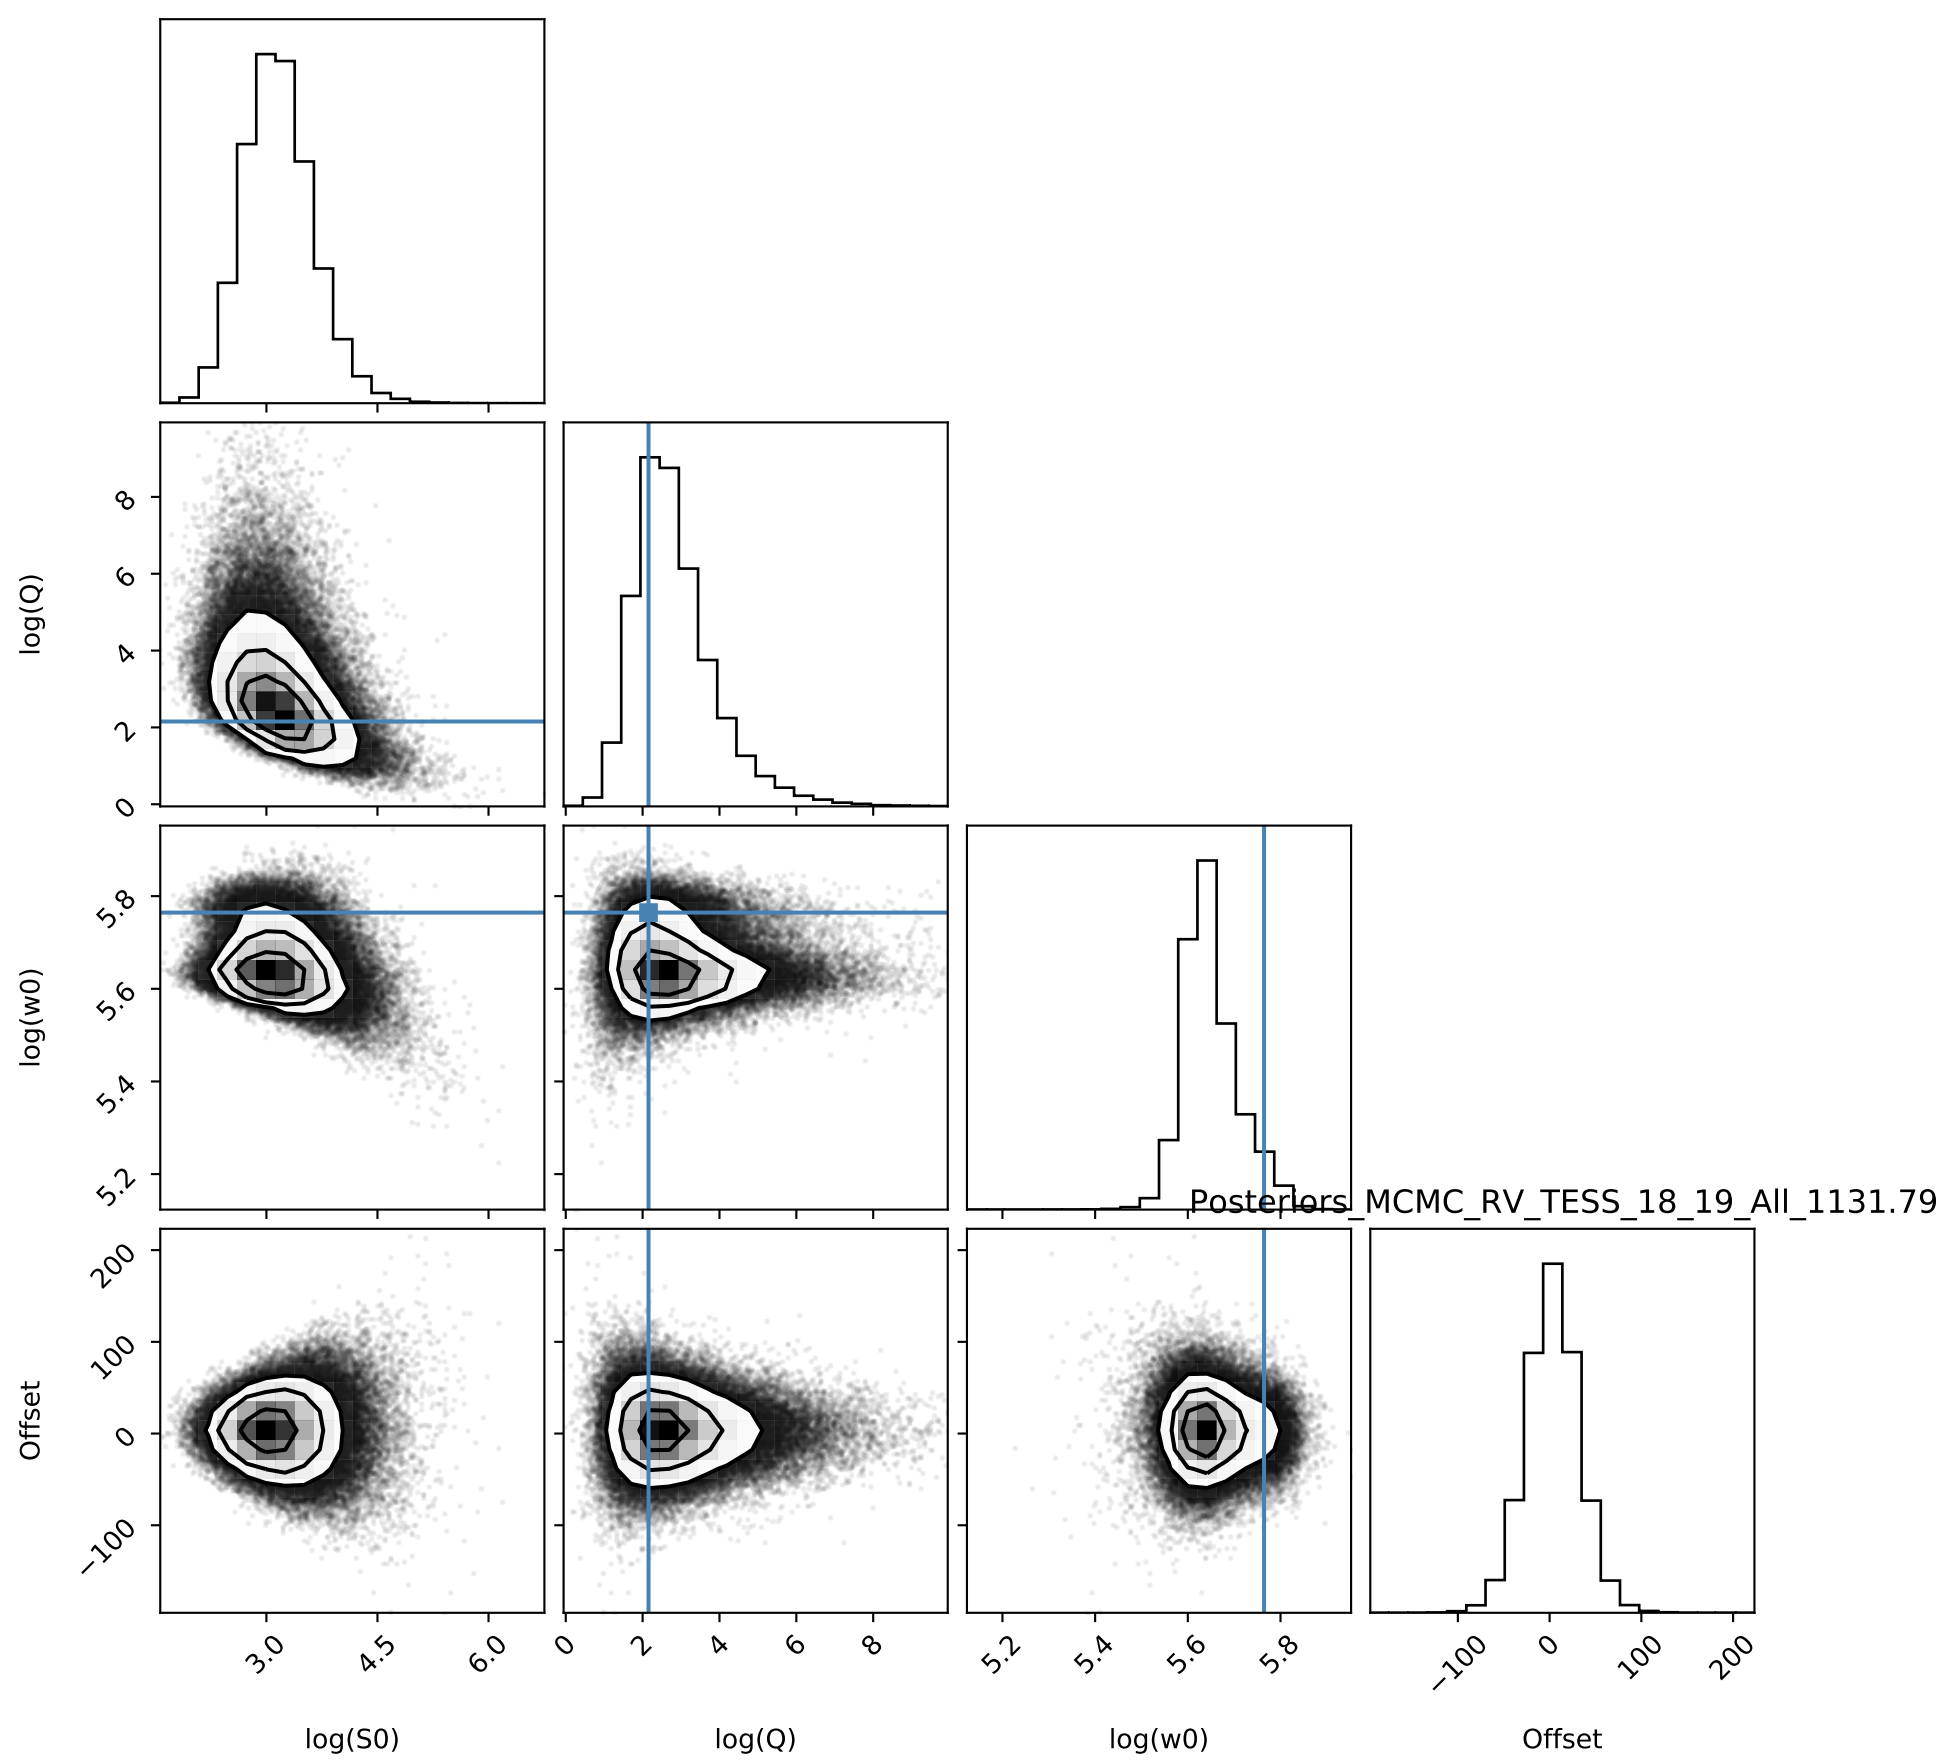 8
6
4
2
0
log(Q)
5.8
5.6
5.4
5.2
log(w0)
Posteriors_MCMC_RV_TESS_18_19_All_1131.79
200
100
0
−100
Offset
3.0 4.5 6.0 0 2 4 6 8 5.2 5.4 5.6 5.8 −100 0 100 200
log(S0) log(Q) log(w0) Offset